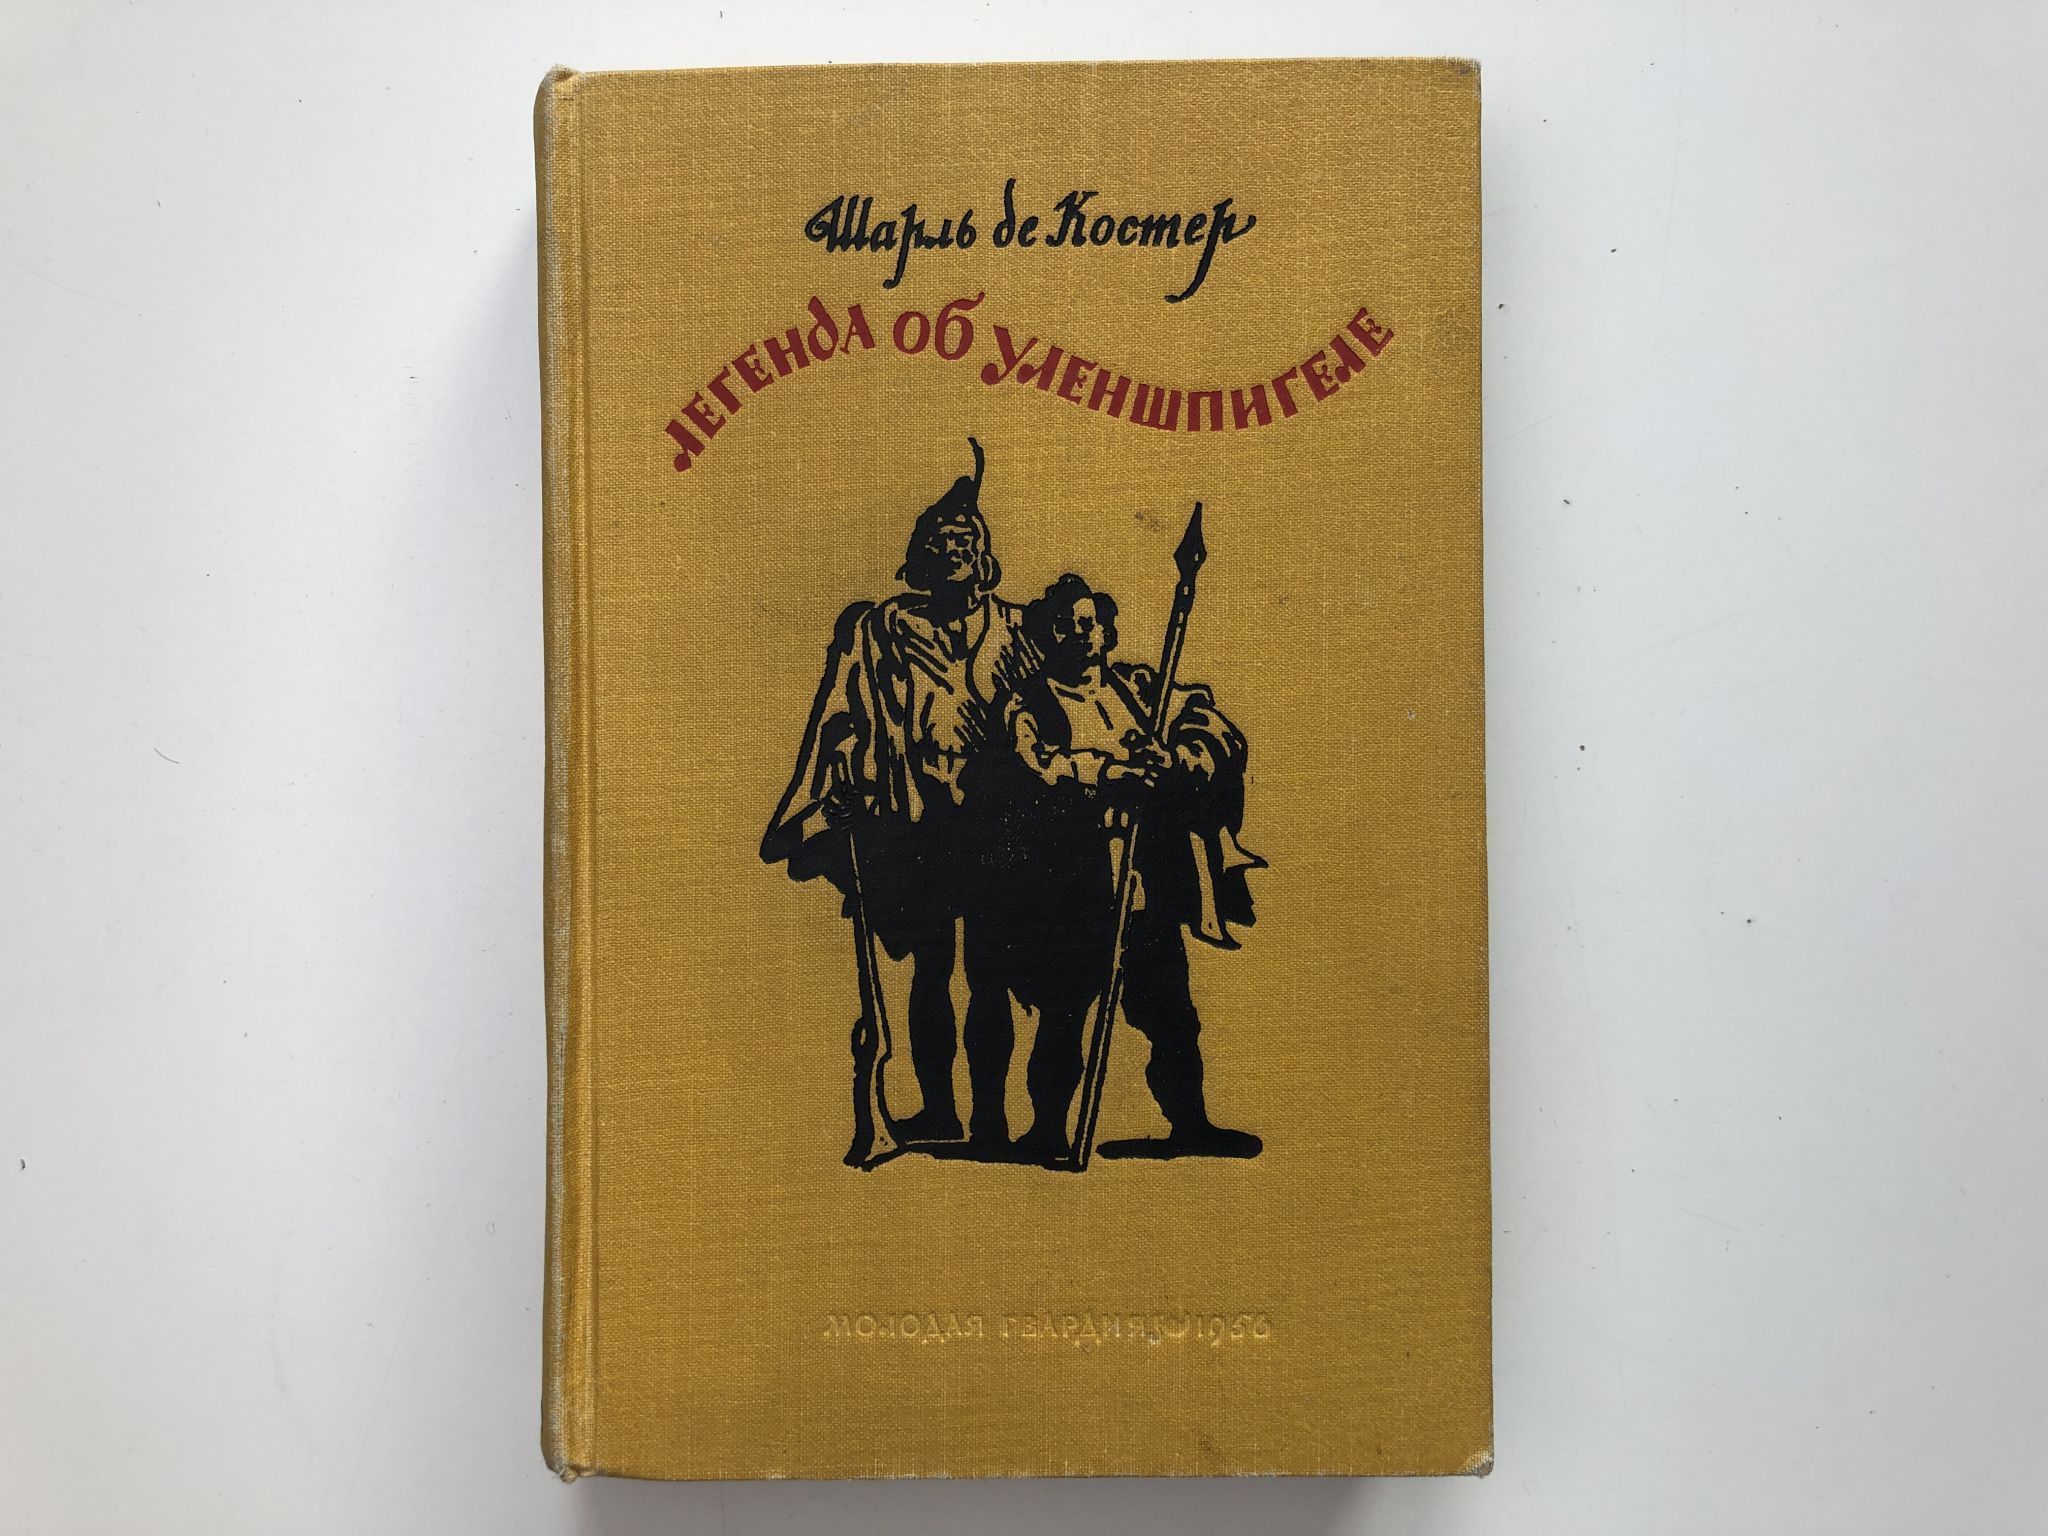 Шарль де Костер
ЛЕГЕНДА ОБ УЛЕНШПИГЕЛЕ
МОЛОДАЯ ГВАРДИЯ 1956